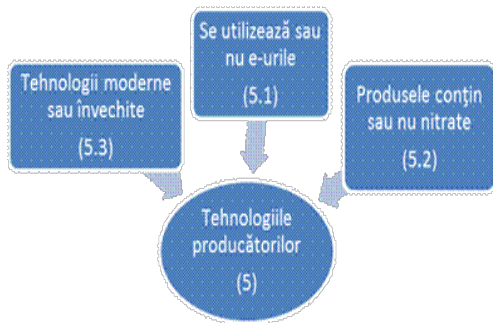 Se utilizează sau
nu e-urile
(5.1)
Tehnologii moderne
sau învechite
(5.3)
Produsele conțin
sau nu nitrate
(5.2)
Tehnologiile
producătorilor
(5)